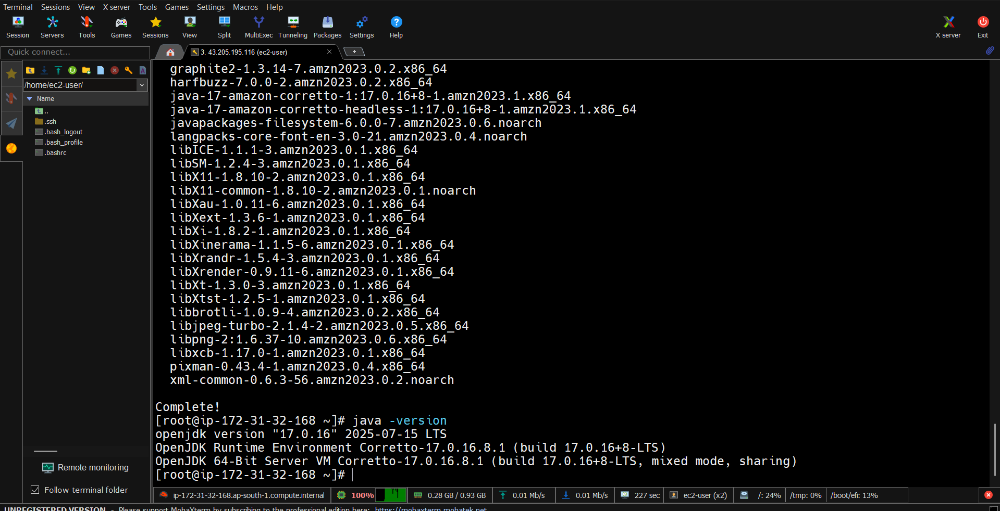 Terminal Sessions View X server Tools Games Settings Macros Help
Session Servers Tools Games Sessions View Split MultiExec Tunneling Packages Settings Help X server Exit
Quick connect...
3. 43.205.195.116 (ec2-user)
/home/ec2-user/
Name
..
.ssh
.bash_logout
.bash_profile
.bashrc
graphite2-1.3.14-7.amzn2023.0.2.x86_64
harfbuzz-7.0.0-2.amzn2023.0.2.x86_64
java-17-amazon-corretto-1:17.0.16+8-1.amzn2023.1.x86_64
java-17-amazon-corretto-headless-1:17.0.16+8-1.amzn2023.1.x86_64
javapackages-filesystem-6.0.0-7.amzn2023.0.6.noarch
langpacks-core-font-en-3.0-21.amzn2023.0.4.noarch
libICE-1.1.1-3.amzn2023.0.1.x86_64
libSM-1.2.4-3.amzn2023.0.1.x86_64
libX11-1.8.10-2.amzn2023.0.1.x86_64
libX11-common-1.8.10-2.amzn2023.0.1.noarch
libXau-1.0.11-6.amzn2023.0.1.x86_64
libXext-1.3.6-1.amzn2023.0.1.x86_64
libXi-1.8.2-1.amzn2023.0.1.x86_64
libXinerama-1.1.5-6.amzn2023.0.1.x86_64
libXrandr-1.5.4-3.amzn2023.0.1.x86_64
libXrender-0.9.11-6.amzn2023.0.1.x86_64
libXt-1.3.0-3.amzn2023.0.1.x86_64
libXtst-1.2.5-1.amzn2023.0.1.x86_64
libbrotli-1.0.9-4.amzn2023.0.2.x86_64
libjpeg-turbo-2.1.4-2.amzn2023.0.5.x86_64
libpng-2:1.6.37-10.amzn2023.0.6.x86_64
libxcb-1.17.0-1.amzn2023.0.1.x86_64
pixman-0.43.4-1.amzn2023.0.4.x86_64
xml-common-0.6.3-56.amzn2023.0.2.noarch
Complete!
[root@ip-172-31-32-168 ~]# java -version
openjdk version "17.0.16" 2025-07-15 LTS
OpenJDK Runtime Environment Corretto-17.0.16.8.1 (build 17.0.16+8-LTS)
OpenJDK 64-Bit Server VM Corretto-17.0.16.8.1 (build 17.0.16+8-LTS, mixed mode, sharing)
[root@ip-172-31-32-168 ~]#
Remote monitoring
Follow terminal folder
ip-172-31-32-168.ap-south-1.compute.internal 100% 0.28 GB / 0.93 GB 0.01 Mb/s 0.01 Mb/s 227 sec ec2-user (x2) /: 24% /tmp: 0% /boot/efi: 13%
UNREGISTERED VERSION - Please support MobaXterm by subscribing to the professional edition here: https://mobaxterm.mobatek.net